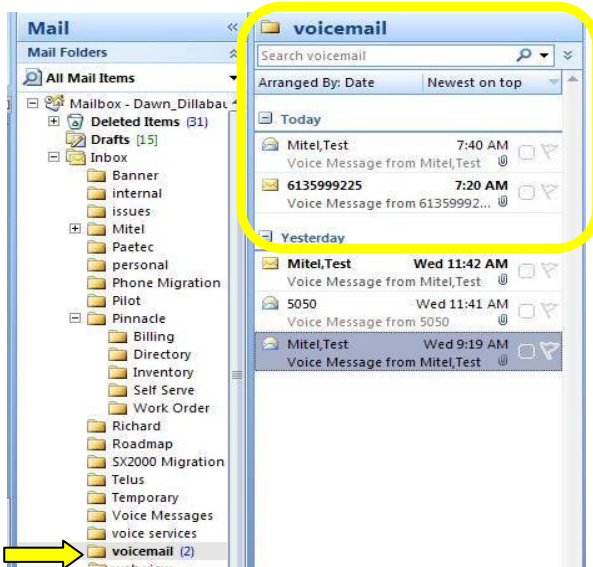 Mail
Mail Folders
All Mail Items
Mailbox - Dawn_Dillabau
Deleted Items (31)
Drafts [15]
Inbox
Banner
internal
issues
Mitel
Paetec
personal
Phone Migration
Pilot
Pinnacle
Billing
Directory
Inventory
Self Serve
Work Order
Richard
Roadmap
SX2000 Migration
Telus
Temporary
Voice Messages
voice services
voicemail (2)
voicemail
Search voicemail
Arranged By: Date Newest on top
Today
Mitel,Test 7:40 AM
Voice Message from Mitel,Test
6135999225 7:20 AM
Voice Message from 61359992...
Yesterday
Mitel,Test Wed 11:42 AM
Voice Message from Mitel,Test
5050 Wed 11:41 AM
Voice Message from 5050
Mitel,Test Wed 9:19 AM
Voice Message from Mitel,Test